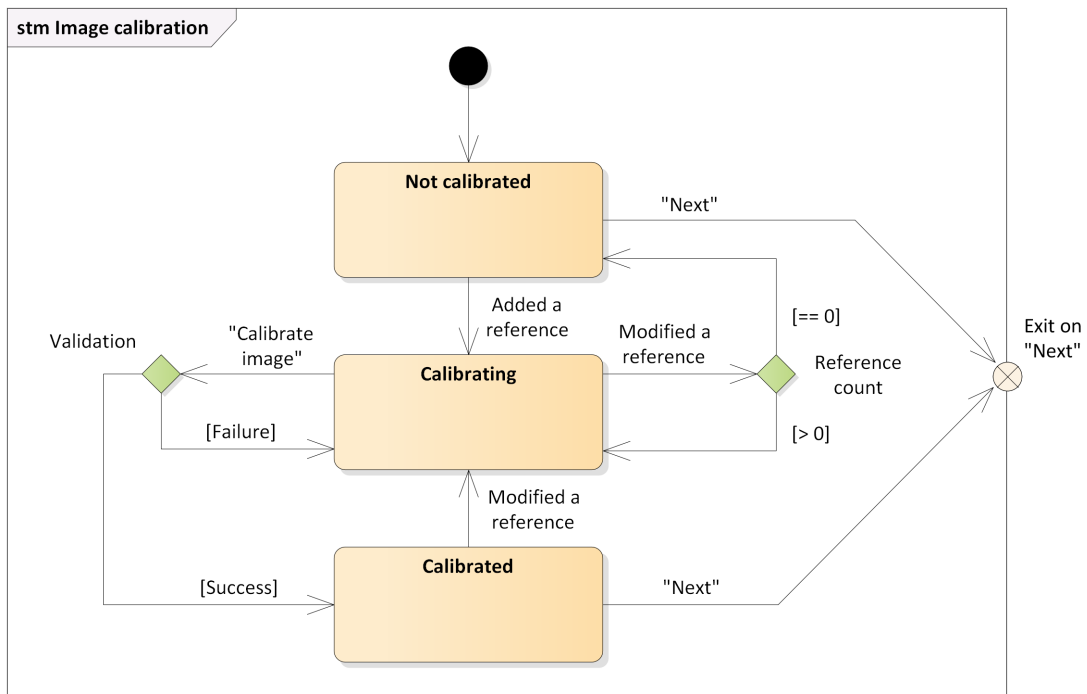 stm Image calibration
Not calibrated
"Next"
Added a
reference
Modified a
reference
[== 0]
Reference
count
[> 0]
Exit on
"Next"
Validation
"Calibrate
image"
Calibrating
[Failure]
Modified a
reference
Calibrated
[Success]
"Next"